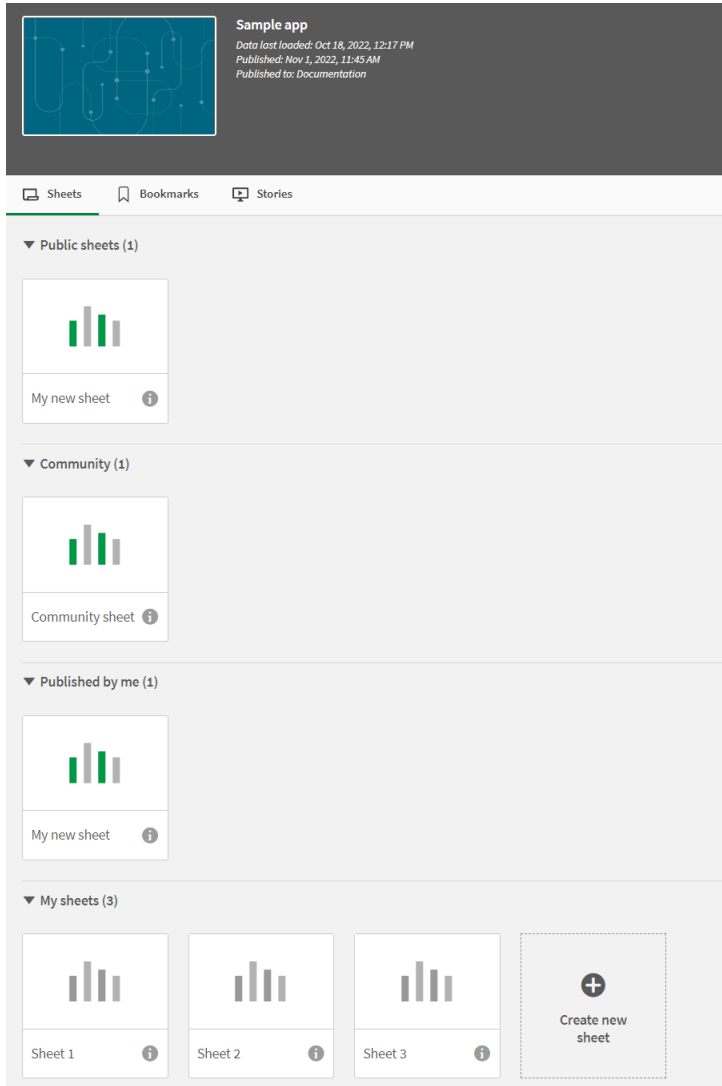 Sample app
Data last loaded: Oct 18, 2022, 12:17 PM
Published: Nov 1, 2022, 11:45 AM
Published to: Documentation
Sheets
Bookmarks
Stories
Public sheets (1)
My new sheet
Community (1)
Community sheet
Published by me (1)
My new sheet
My sheets (3)
Sheet 1
Sheet 2
Sheet 3
Create new
sheet